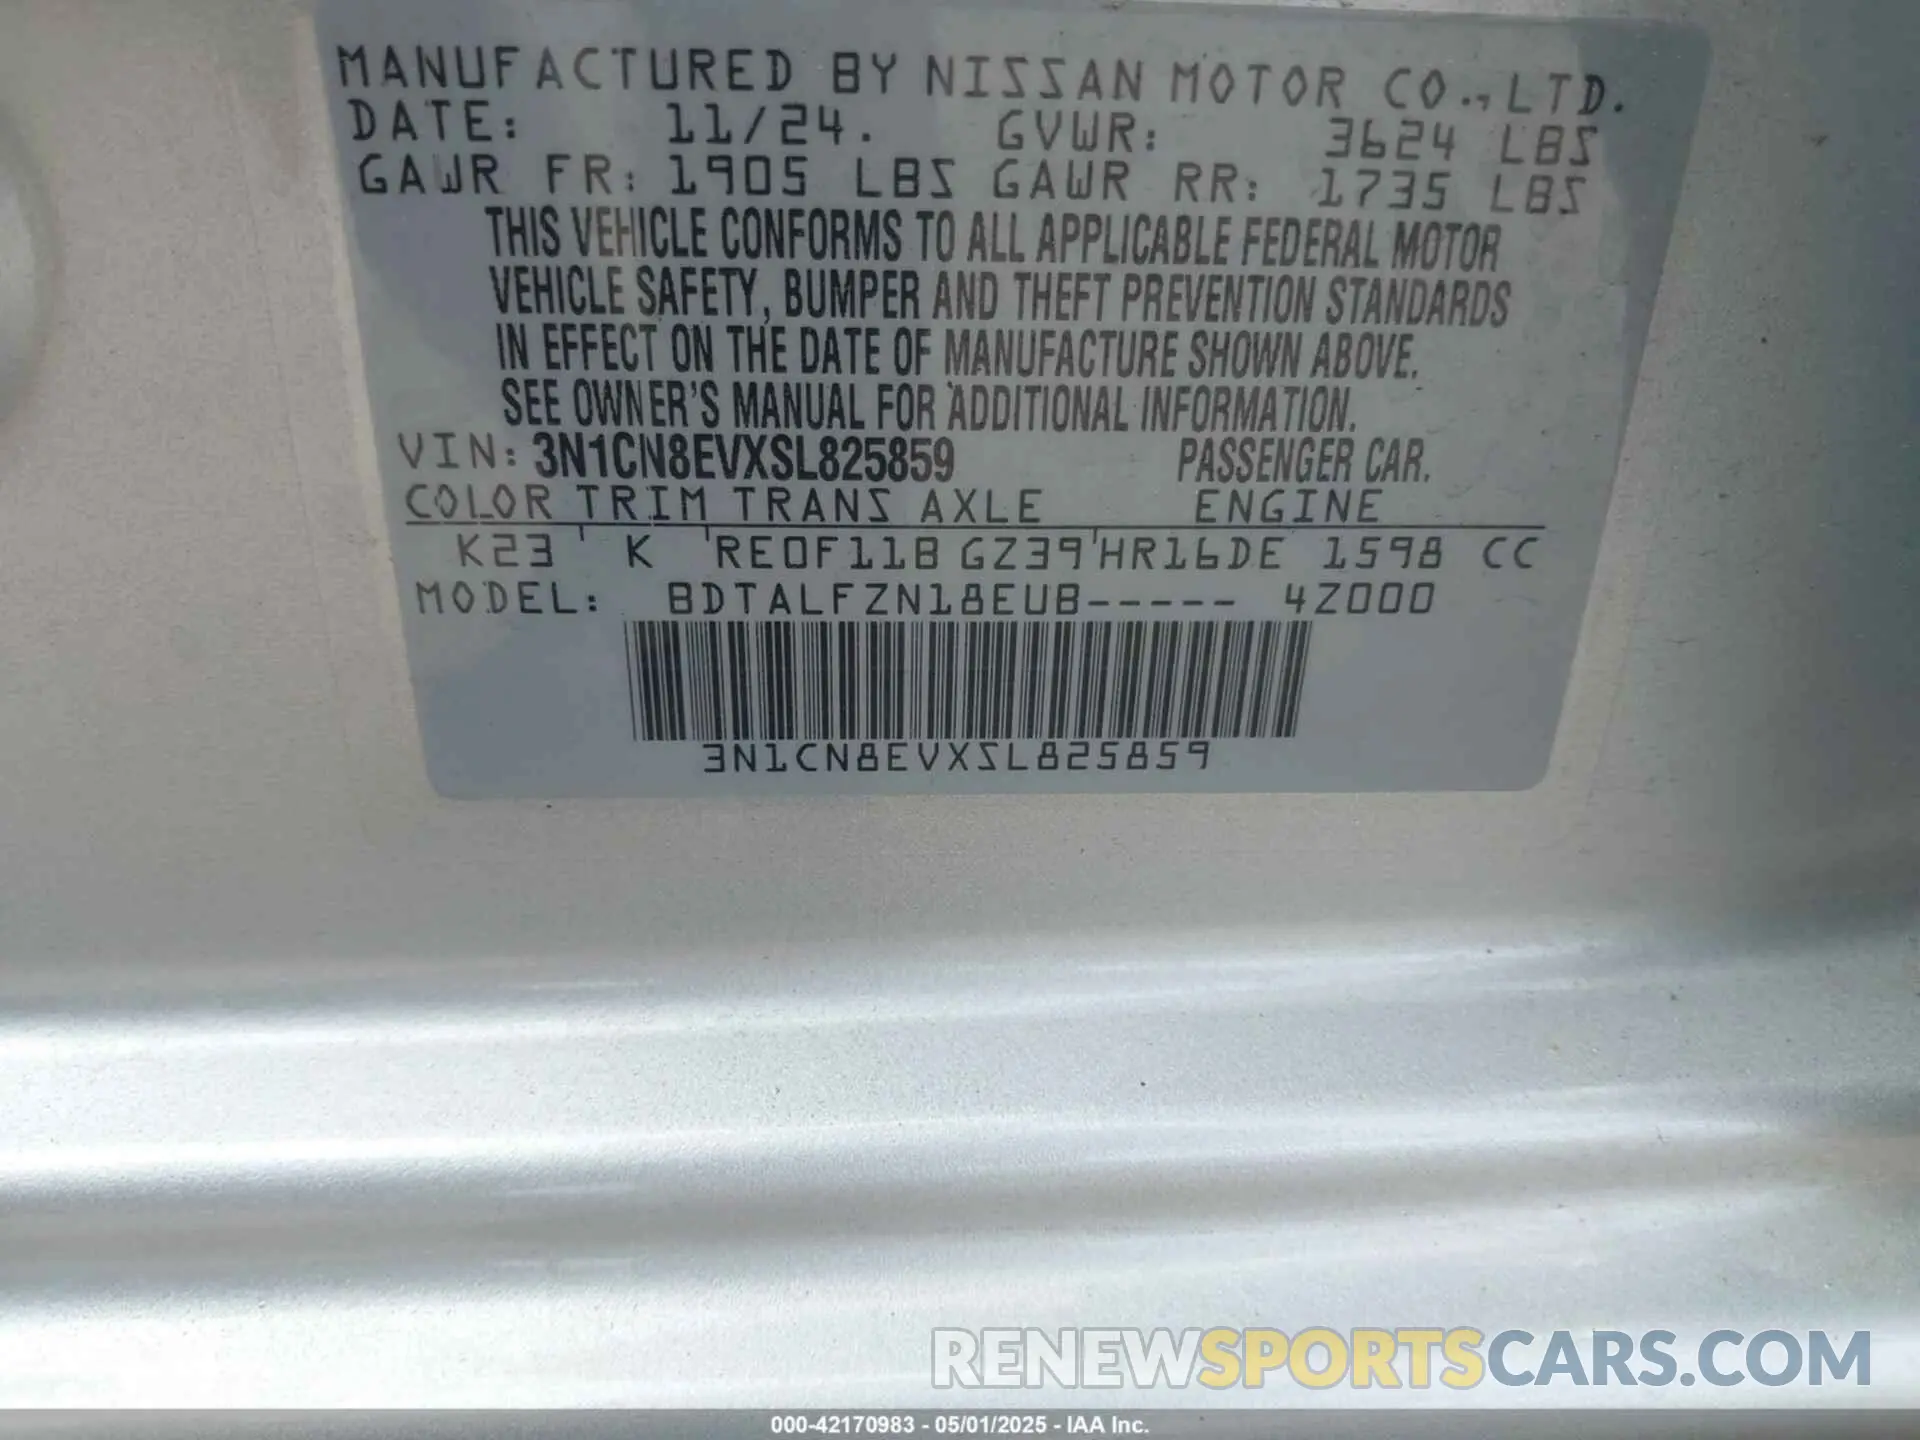 MANUFACTURED BY NISSAN MOTOR CO.,LTD.
DATE: 11/24. GVWR: 3624 LBS
GAWR FR: 1905 LBS GAWR RR: 1735 LBS
THIS VEHICLE CONFORMS TO ALL APPLICABLE FEDERAL MOTOR
VEHICLE SAFETY, BUMPER AND THEFT PREVENTION STANDARDS
IN EFFECT ON THE DATE OF MANUFACTURE SHOWN ABOVE.
SEE OWNER'S MANUAL FOR ADDITIONAL INFORMATION.
VIN: 3N1CN8EVXSL825859 PASSENGER CAR.
COLOR TRIM TRANS AXLE ENGINE
K23 K RE0F11B GZ39 HR16DE 1598 CC
MODEL: BDTALFZN18EUB----- 4Z000
3N1CN8EVXSL825859
RENEWSPORTSCARS.COM
000-42170983 - 05/01/2025 - IAA Inc.